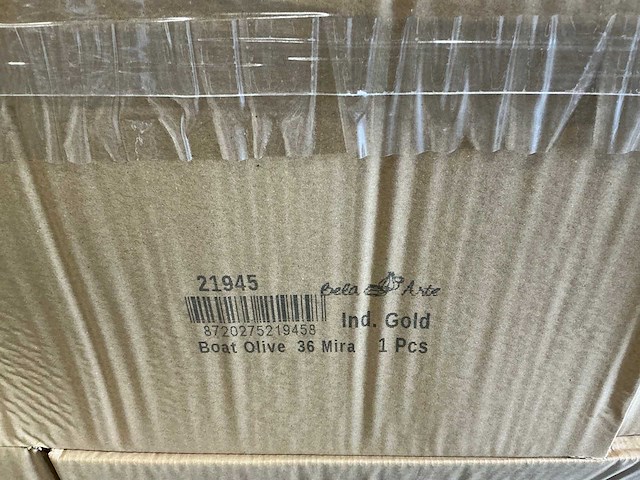 21945
Bela Arte
8720275219458
Ind. Gold
Boat Olive 36 Mira 1 Pcs